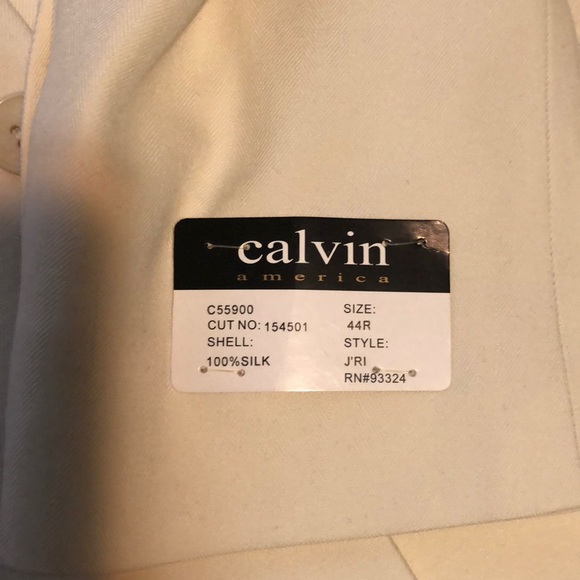 calvin
america
C55900
CUT NO: 154501
SHELL:
100%SILK
SIZE:
44R
STYLE:
J'RI
RN#93324